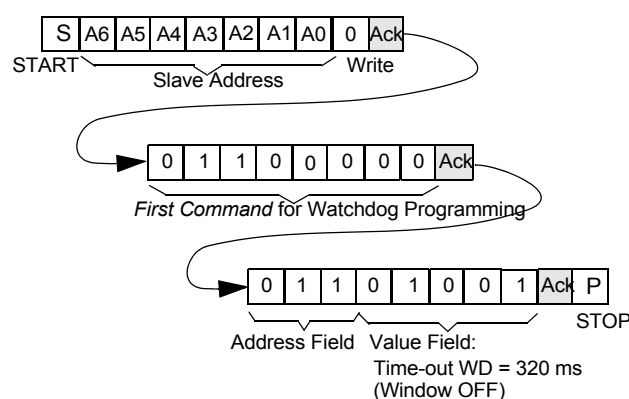 S A6 A5 A4 A3 A2 A1 A0 0 Ack
START Slave Address Write
0 1 1 0 0 0 0 0 Ack
First Command for Watchdog Programming
0 1 1 0 1 0 0 1 Ack P
STOP
Address Field Value Field:
Time-out WD = 320 ms
(Window OFF)